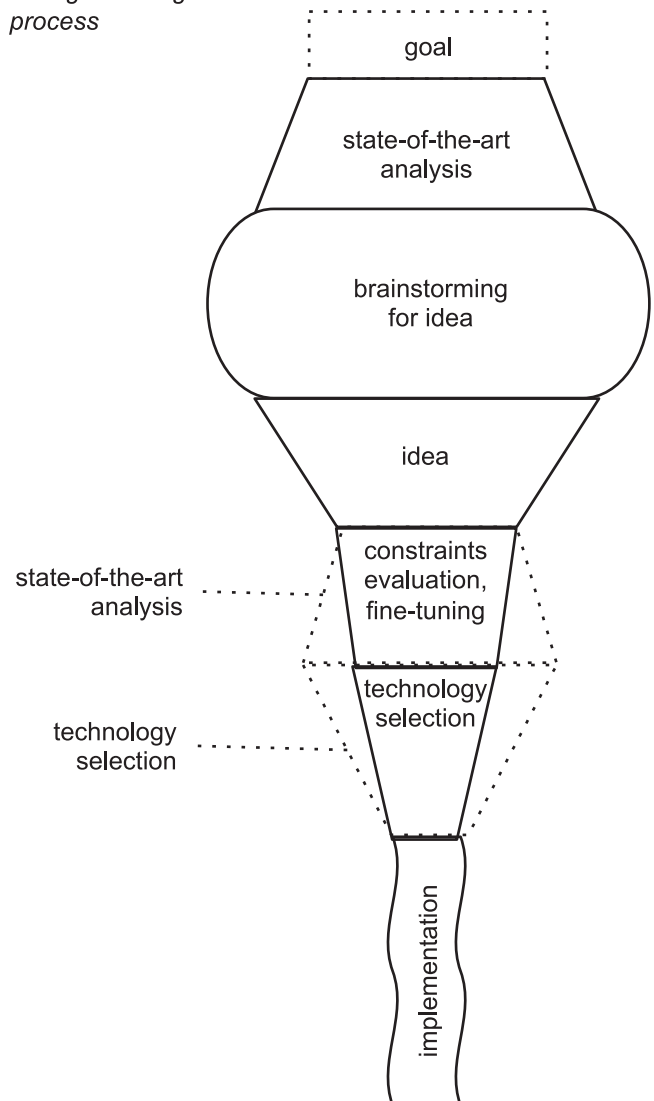 process
goal
state-of-the-art
analysis
brainstorming
for idea
idea
constraints
evaluation,
fine-tuning
state-of-the-art
analysis
technology
selection
technology
selection
implementation